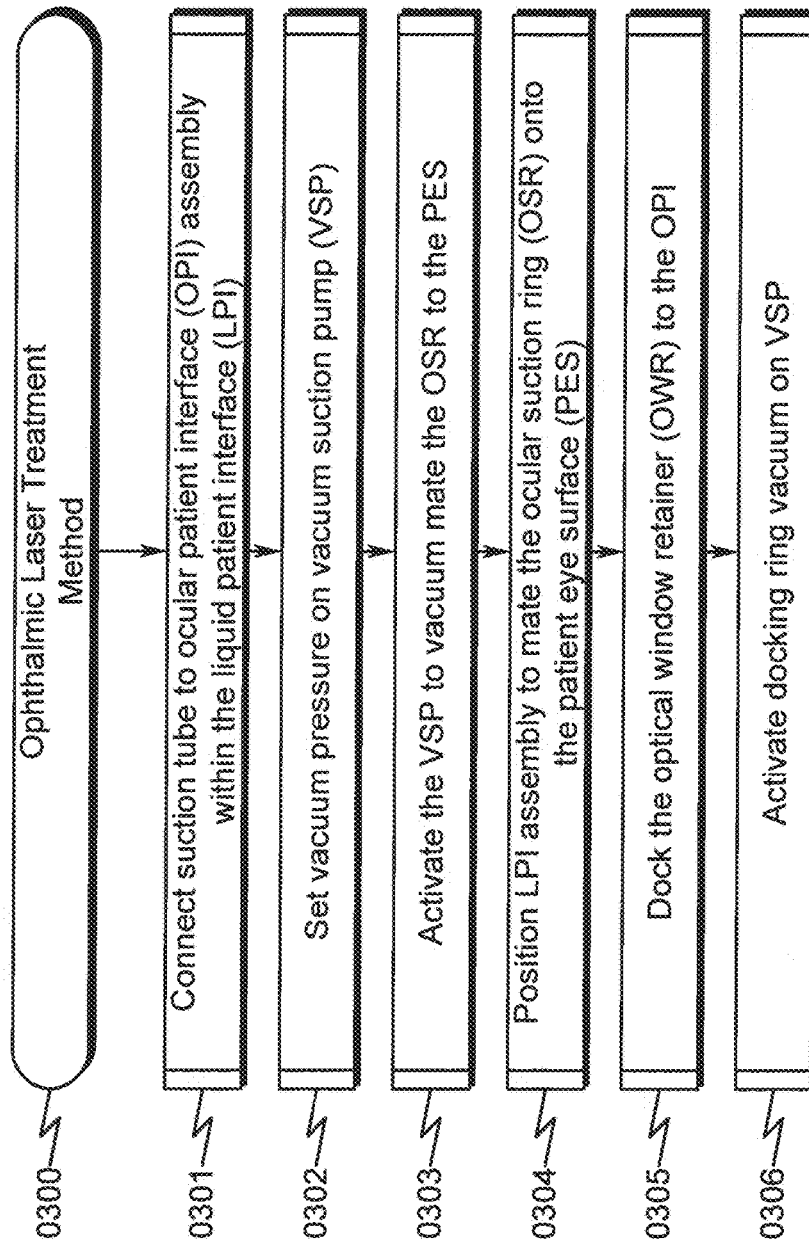 Ophthalmic Laser Treatment
Method
0300
Connect suction tube to ocular patient interface (OPI) assembly
within the liquid patient interface (LPI)
0301
Set vacuum pressure on vacuum suction pump (VSP)
0302
Activate the VSP to vacuum mate the OSR to the PES
0303
Position LPI assembly to mate the ocular suction ring (OSR) onto
the patient eye surface (PES)
0304
Dock the optical window retainer (OWR) to the OPI
0305
Activate docking ring vacuum on VSP
0306